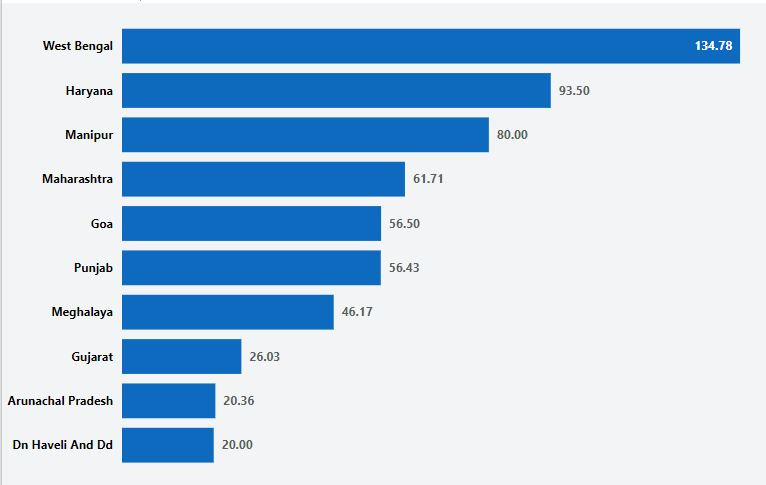 West Bengal 134.78
Haryana 93.50
Manipur 80.00
Maharashtra 61.71
Goa 56.50
Punjab 56.43
Meghalaya 46.17
Gujarat 26.03
Arunachal Pradesh 20.36
Dn Haveli And Dd 20.00